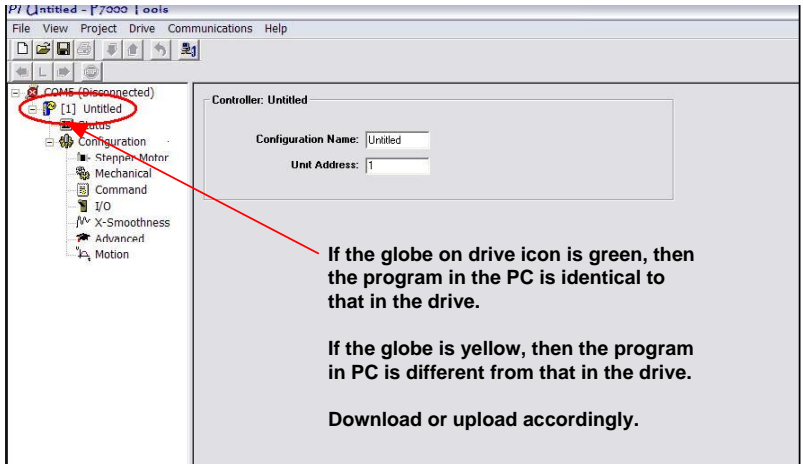 Untitled - P7000 Tools
File View Project Drive Communications Help
L
COM5 (Disconnected)
[1] Untitled
Status
Configuration
Stepper Motor
Mechanical
Command
I/O
X-Smoothness
Advanced
Motion
Controller: Untitled
Configuration Name: Untitled
Unit Address: 1
If the globe on drive icon is green, then
the program in the PC is identical to
that in the drive.
If the globe is yellow, then the program
in PC is different from that in the drive.
Download or upload accordingly.